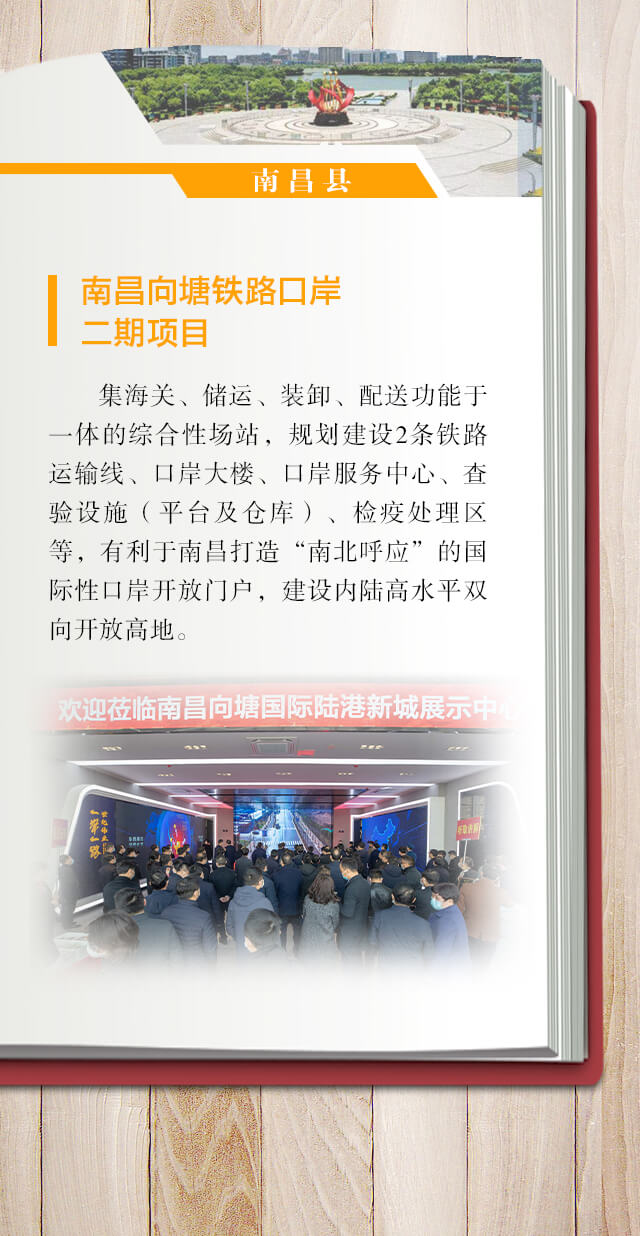 南昌县
南昌向塘铁路口岸
二期项目
集海关、储运、装卸、配送功能于
一体的综合性场站，规划建设2条铁路
运输线、口岸大楼、口岸服务中心、查
验设施（平台及仓库）、检疫处理区
等，有利于南昌打造“南北呼应”的国
际性口岸开放门户，建设内陆高水平双
向开放高地。
欢迎莅临南昌向塘国际陆港新城展示中心
一带一路